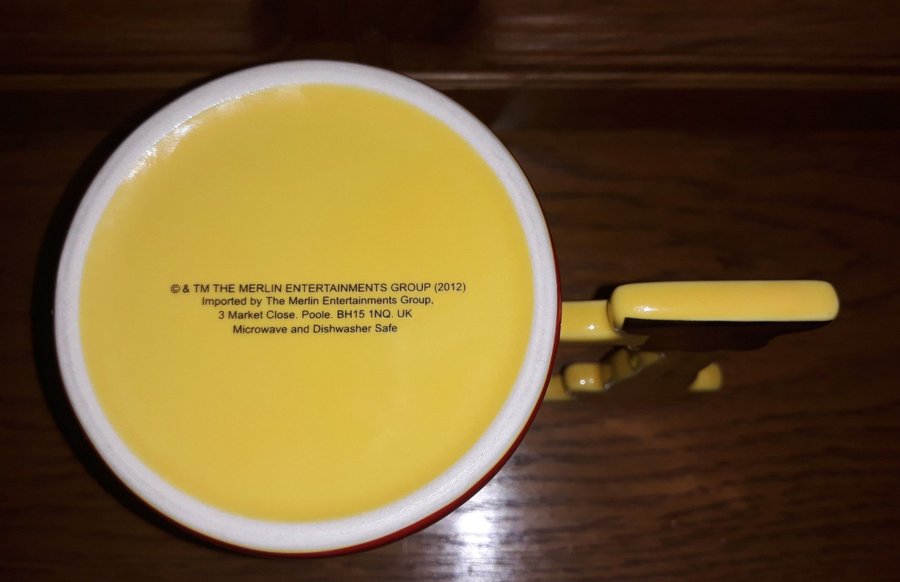 © & TM THE MERLIN ENTERTAINMENTS GROUP (2012)
Imported by The Merlin Entertainments Group,
3 Market Close. Poole. BH15 1NQ. UK
Microwave and Dishwasher Safe